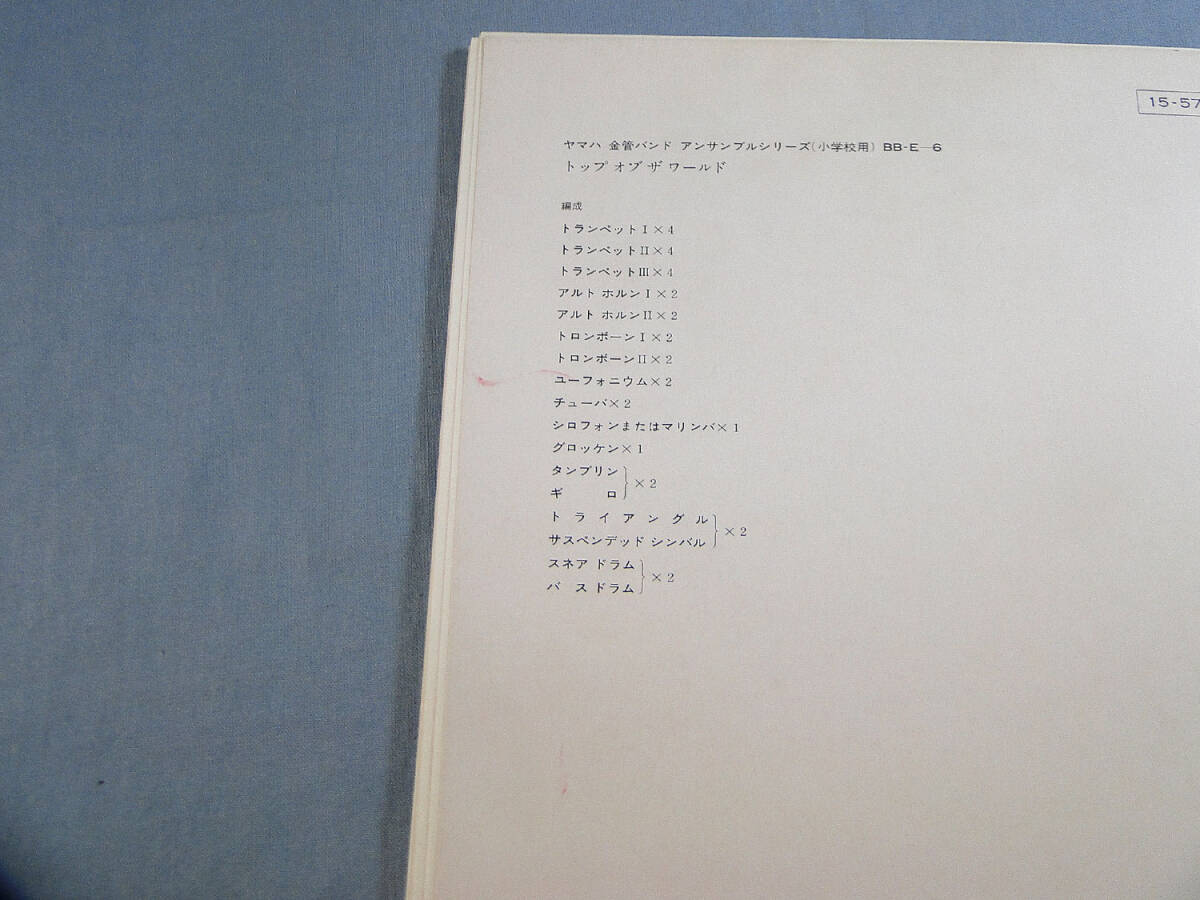 15-57
ヤマハ 金管バンド アンサンブルシリーズ(小学校用) BB-E-6
トップ オヴ ザ ワールド
編成
トランペットⅠ×4
トランペットⅡ×4
トランペットⅢ×4
アルト ホルンⅠ×2
アルト ホルンⅡ×2
トロンボーンⅠ×2
トロンボーンⅡ×2
ユーフォニウム×2
チューバ×2
シロフォンまたはマリンバ×1
グロッケン×1
タンブリン
ギ ロ }×2
ト ラ イ ア ン グ ル
サスペンデッド シンバル }×2
スネア ドラム
バ ス ドラム }×2